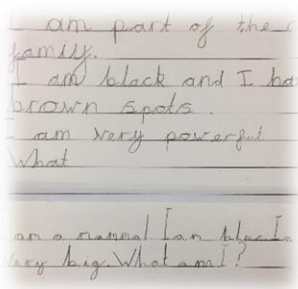 I am part of the
family.
I am black and I ha
brown spots.
I am very powerful
What
am a mammal I am black I
very big. What am I?